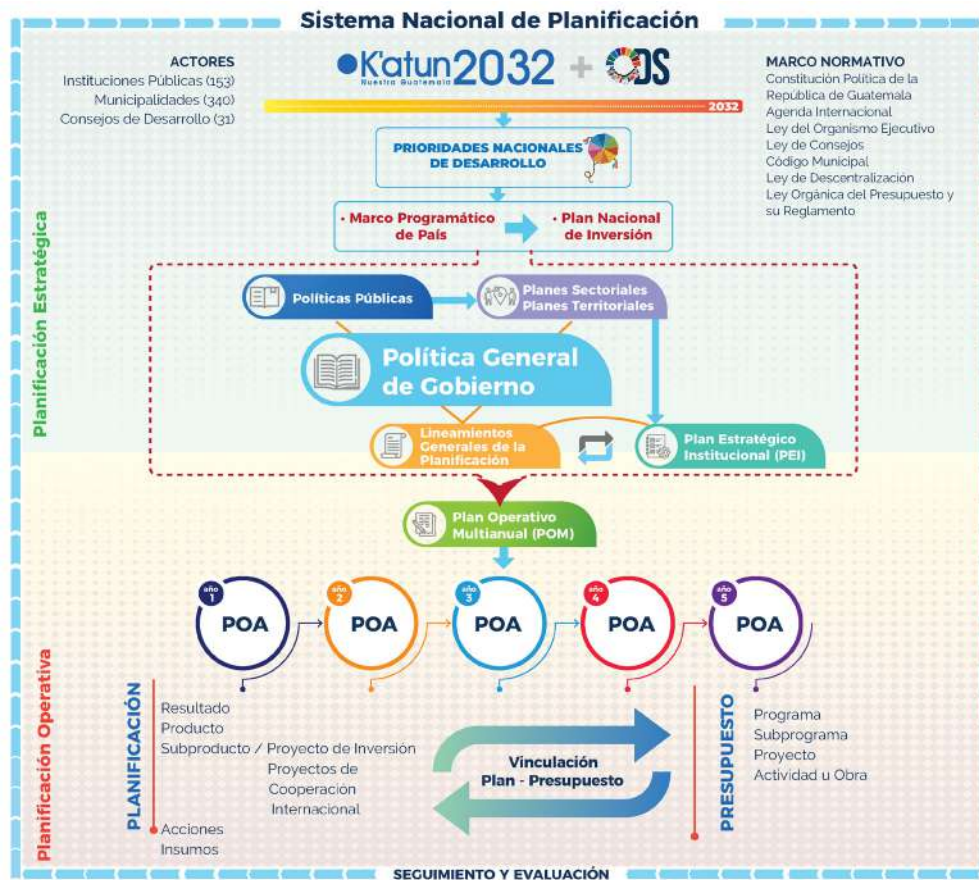 Sistema Nacional de Planificación
ACTORES
Instituciones Públicas (153)
Municipalidades (340)
Consejos de Desarrollo (31)
K'atun 2032 + ODS
Nuestra Guatemala
2032
MARCO NORMATIVO
Constitución Política de la
República de Guatemala
Agenda Internacional
Ley del Organismo Ejecutivo
Ley de Consejos
Código Municipal
Ley de Descentralización
Ley Orgánica del Presupuesto y
su Reglamento
PRIORIDADES NACIONALES
DE DESARROLLO
• Marco Programático
de País
• Plan Nacional
de Inversión
Planificación Estratégica
Políticas Públicas
Planes Sectoriales
Planes Territoriales
Política General
de Gobierno
Lineamientos
Generales de la
Planificación
Plan Estratégico
Institucional (PEI)
Plan Operativo
Multianual (POM)
año
1
POA
año
2
POA
año
3
POA
año
4
POA
año
5
POA
Planificación Operativa
PLANIFICACIÓN
Resultado
Producto
Subproducto / Proyecto de Inversión
Proyectos de
Cooperación
Internacional
Acciones
Insumos
Vinculación
Plan - Presupuesto
PRESUPUESTO
Programa
Subprograma
Proyecto
Actividad u Obra
SEGUIMIENTO Y EVALUACIÓN